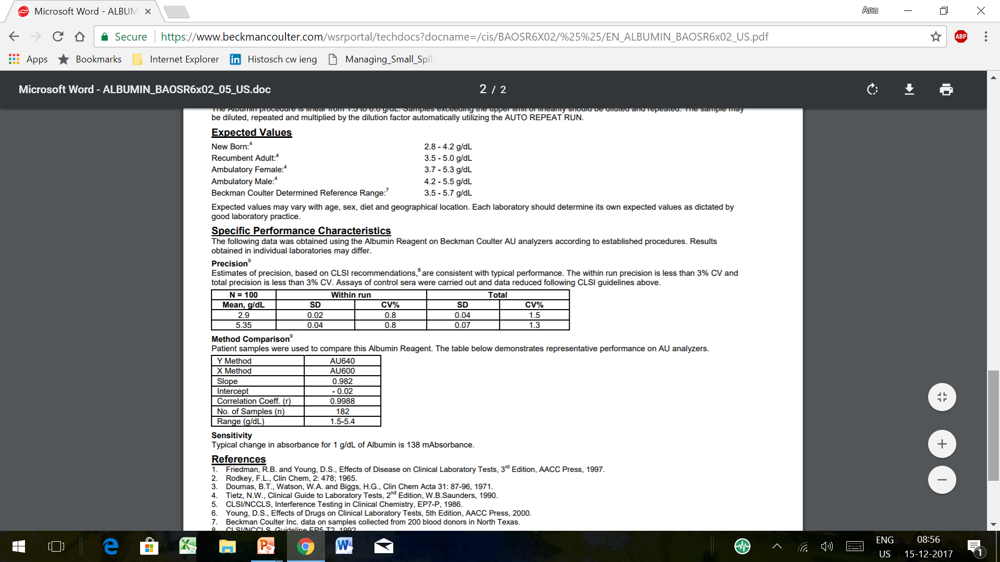 Microsoft Word - ALBUM
Anu
Secure https://www.beckmancoulter.com/wsrportal/techdocs?docname=/cis/BAOSR6X02/%25%25/EN_ALBUMIN_BAOSR6x02_US.pdf
ABP
Apps Bookmarks Internet Explorer in Histosch cw ieng Managing_Small_Spil
Microsoft Word - ALBUMIN_BAOSR6x02_05_US.doc 2 / 2
The Albumin procedure is linear from 1.5 to 6.0 g/dL. Samples exceeding the upper limit of linearity should be diluted and repeated. The sample may
be diluted, repeated and multiplied by the dilution factor automatically utilizing the AUTO REPEAT RUN.
Expected Values
New Born:⁴ 2.8 - 4.2 g/dL
Recumbent Adult:⁴ 3.5 - 5.0 g/dL
Ambulatory Female:⁴ 3.7 - 5.3 g/dL
Ambulatory Male:⁴ 4.2 - 5.5 g/dL
Beckman Coulter Determined Reference Range:⁷ 3.5 - 5.7 g/dL
Expected values may vary with age, sex, diet and geographical location. Each laboratory should determine its own expected values as dictated by
good laboratory practice.
Specific Performance Characteristics
The following data was obtained using the Albumin Reagent on Beckman Coulter AU analyzers according to established procedures. Results
obtained in individual laboratories may differ.
Precision⁹
Estimates of precision, based on CLSI recommendations,⁸ are consistent with typical performance. The within run precision is less than 3% CV and
total precision is less than 3% CV. Assays of control sera were carried out and data reduced following CLSI guidelines above.
N = 100 Within run Total
Mean, g/dL SD CV% SD CV%
2.9 0.02 0.8 0.04 1.5
5.35 0.04 0.8 0.07 1.3
Method Comparison⁹
Patient samples were used to compare this Albumin Reagent. The table below demonstrates representative performance on AU analyzers.
Y Method AU640
X Method AU600
Slope 0.982
Intercept - 0.02
Correlation Coeff. (r) 0.9988
No. of Samples (n) 182
Range (g/dL) 1.5-5.4
Sensitivity
Typical change in absorbance for 1 g/dL of Albumin is 138 mAbsorbance.
References
1. Friedman, R.B. and Young, D.S., Effects of Disease on Clinical Laboratory Tests, 3rd Edition, AACC Press, 1997.
2. Rodkey, F.L., Clin Chem, 2: 478; 1965.
3. Doumas, B.T., Watson, W.A. and Biggs, H.G., Clin Chem Acta 31: 87-96, 1971.
4. Tietz, N.W., Clinical Guide to Laboratory Tests, 2nd Edition, W.B.Saunders, 1990.
5. CLSI/NCCLS, Interference Testing in Clinical Chemistry, EP7-P, 1986.
6. Young, D.S., Effects of Drugs on Clinical Laboratory Tests, 5th Edition, AACC Press, 2000.
7. Beckman Coulter Inc. data on samples collected from 200 blood donors in North Texas.
8. CLSI/NCCLS, Guideline EP5-T2, 1992
ENG 08:56
US 15-12-2017 1